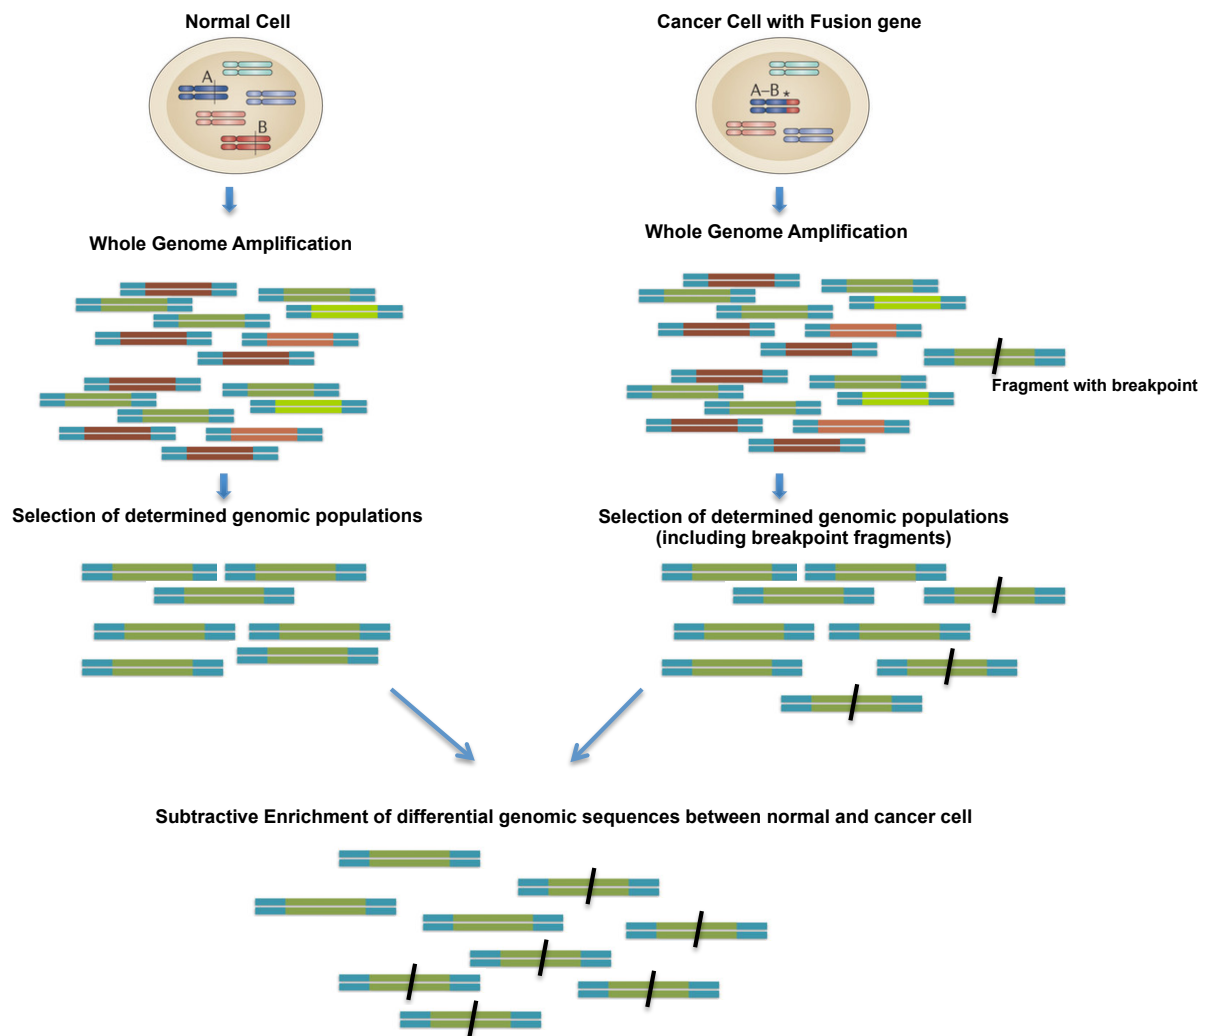 Normal Cell
Cancer Cell with Fusion gene
A
B
A–B *
Whole Genome Amplification
Whole Genome Amplification
Fragment with breakpoint
Selection of determined genomic populations
Selection of determined genomic populations
(including breakpoint fragments)
Subtractive Enrichment of differential genomic sequences between normal and cancer cell